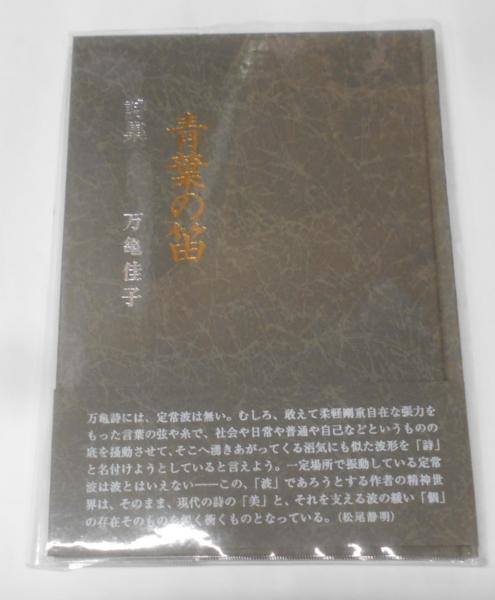 青葉の笛
詩集
万亀佳子
万亀詩には、定常波は無い。むしろ、敢えて柔軽剛重自在な張力を
もった言葉の弦や糸で、社会や日常や普通や自己などというものの
底を揺動させて、そこへ湧きあがってくる沼気にも似た波形を「詩」
と名付けようとしていると言えよう。一定場所で振動している定常
波は波とはいえない――この、「波」であろうとする作者の精神世
界は、そのまま、現代の詩の「美」と、それを支える波の緩い「個」
の存在そのものを 衝くものとなっている。(松尾静明)